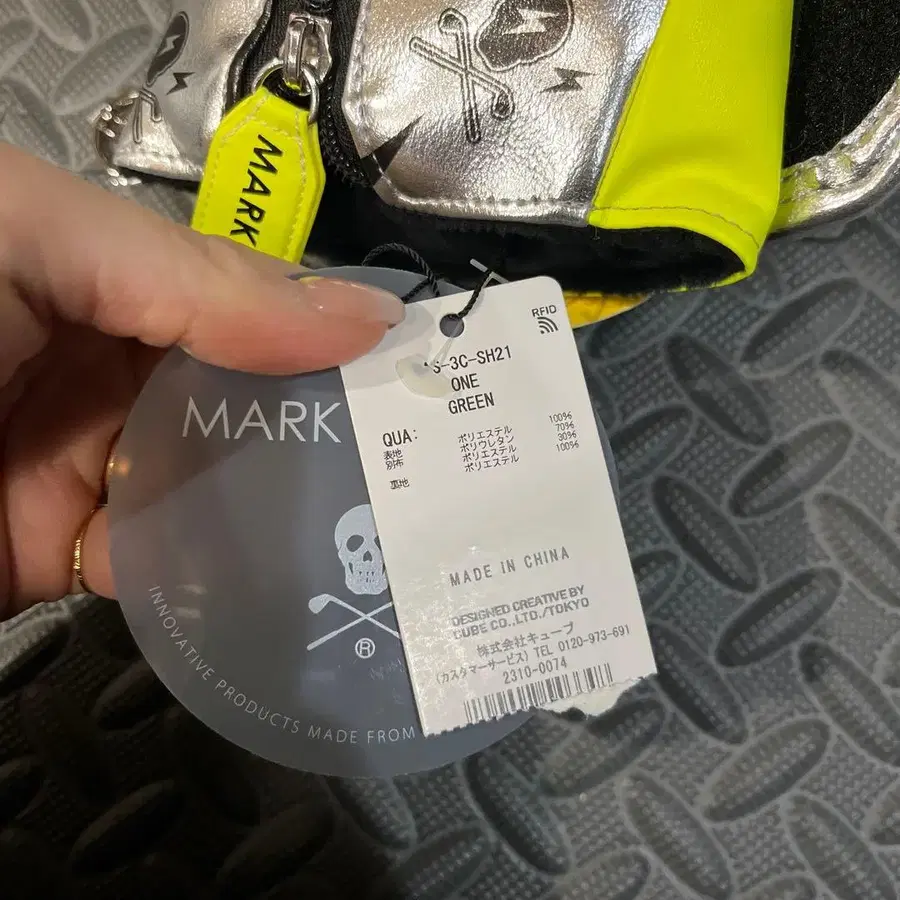 MARK
RFID
S-3C-SH21
ONE
GREEN
QUA:
表地 ポリエステル 100%
別布 ポリウレタン 70%
ポリエステル 30%
裏地 ポリエステル 100%
MADE iN CHINA
DESIGNED CREATIVE BY
CUBE CO.,LTD./TOKYO
株式会社キューブ
(カスタマーサービス) TEL 0120-973-691
2310-0074
MARK
®
INNOVATIVE PRODUCTS MADE FROM